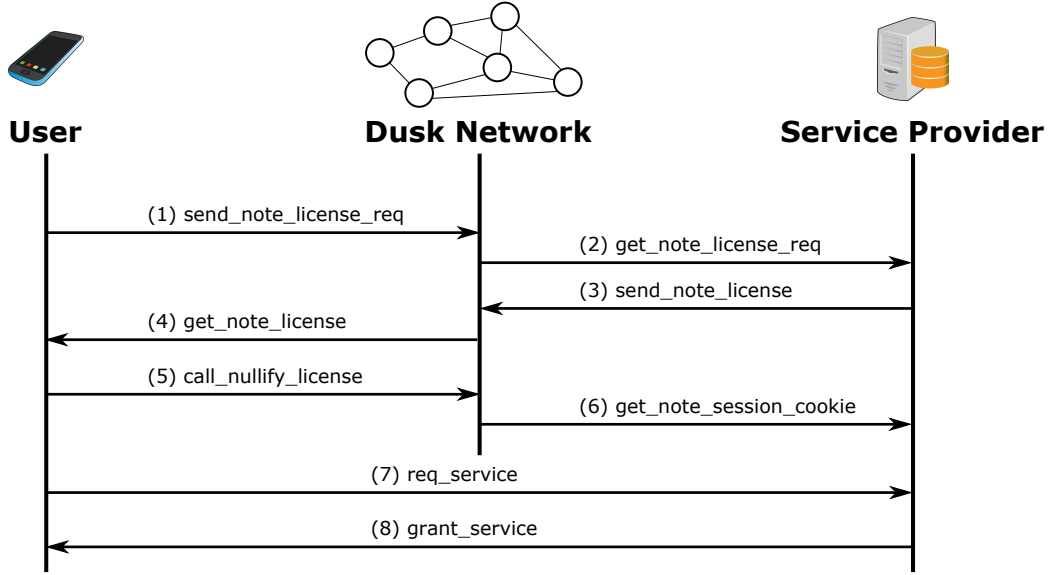 User
Dusk Network
Service Provider
(1) send_note_license_req
(2) get_note_license_req
(3) send_note_license
(4) get_note_license
(5) call_nullify_license
(6) get_note_session_cookie
(7) req_service
(8) grant_service